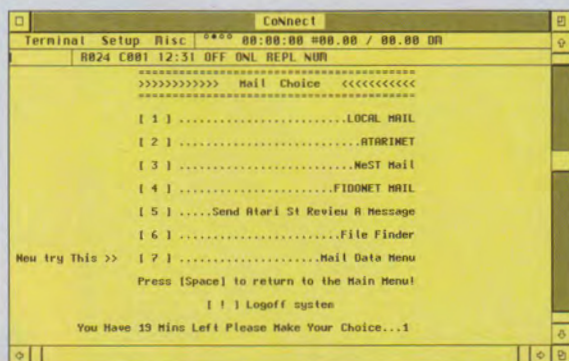 CoNnect
Terminal Setup Misc °*°° 00:00:00 #00.00 / 00.00 DM
R024 C001 12:31 OFF ONL REPL NUM
=======================================
>>>>>>>>>>>> Mail Choice <<<<<<<<<<<
=======================================
[ 1 ] ........................LOCAL MAIL
[ 2 ] ..........................ATARINET
[ 3 ] .........................NeST Mail
[ 4 ] ......................FIDONET MAIL
[ 5 ] .....Send Atari St Review A Message
[ 6 ] .......................File Finder
New try This >> [ 7 ] ....................Mail Data Menu
Press [Space] to return to the Main Menu!
[ ! ] Logoff system
You Have 19 Mins Left Please Make Your Choice...1